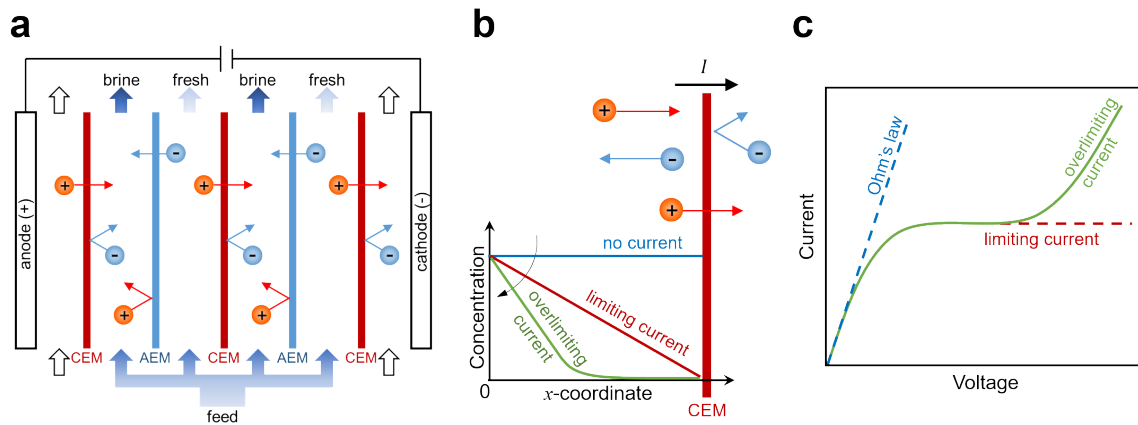 a
brine
fresh
brine
fresh
anode (+)
cathode (-)
+
-
+
-
+
-
-
-
+
+
CEM
AEM
CEM
AEM
CEM
feed
b
I
+
-
-
+
no current
Concentration
limiting current
overlimiting
current
0
x-coordinate
CEM
c
Ohm's law
overlimiting
current
limiting current
Current
Voltage